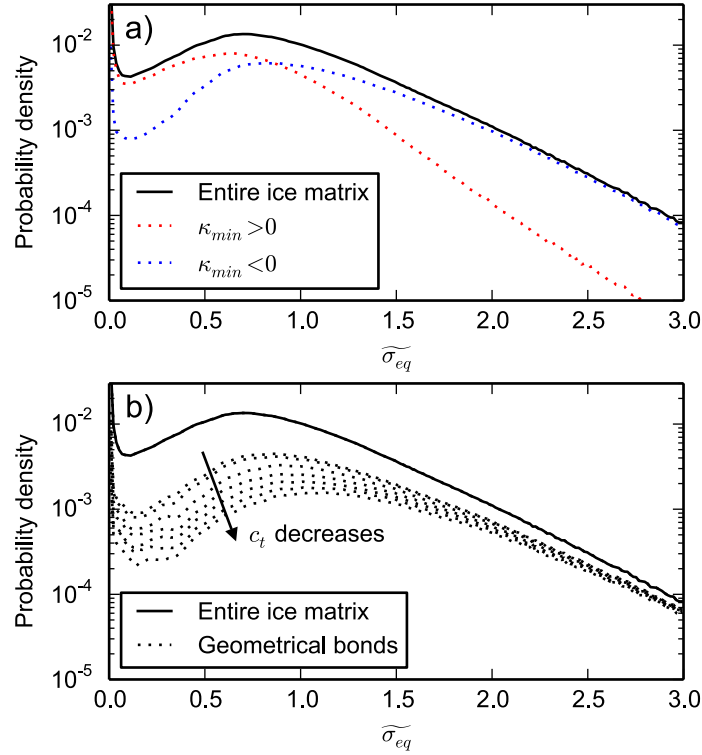 a)
Probability density
10⁻²
10⁻³
10⁻⁴
10⁻⁵
Entire ice matrix
κ_min >0
κ_min <0
0.0 0.5 1.0 1.5 2.0 2.5 3.0
σ̃_eq
b)
Probability density
10⁻²
10⁻³
10⁻⁴
10⁻⁵
c_t decreases
Entire ice matrix
Geometrical bonds
0.0 0.5 1.0 1.5 2.0 2.5 3.0
σ̃_eq